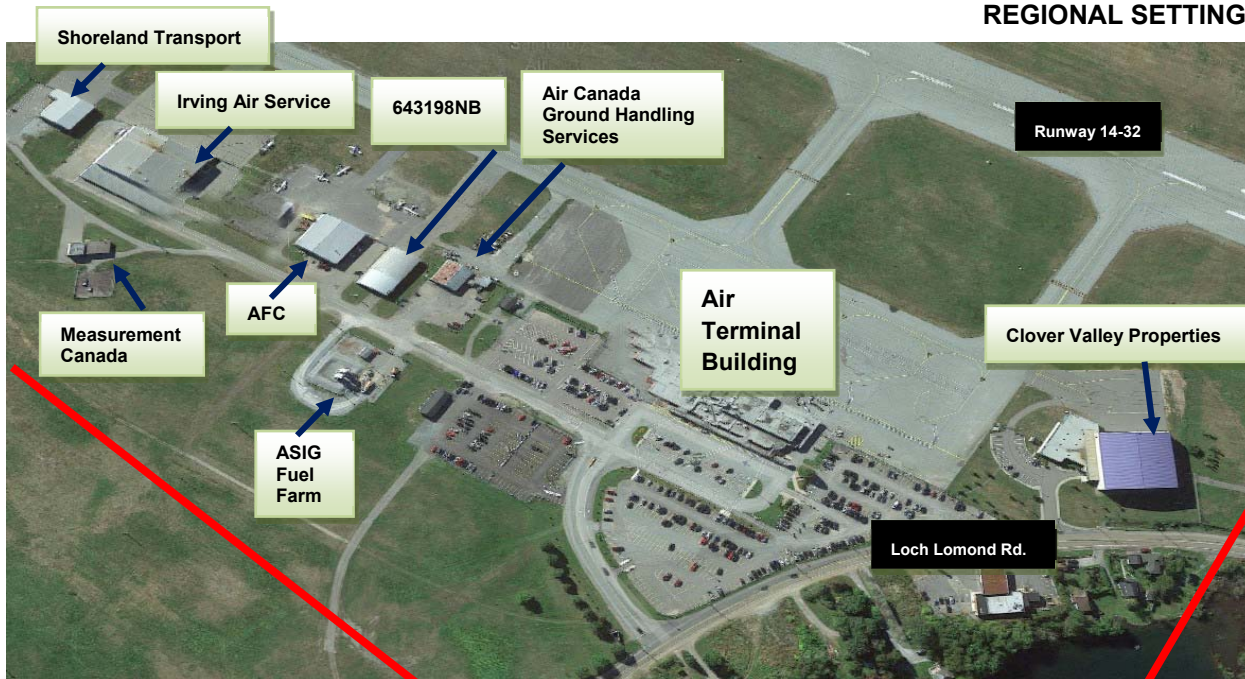 REGIONAL SETTING
Shoreland Transport
Irving Air Service
643198NB
Air Canada
Ground Handling
Services
Runway 14-32
Measurement
Canada
AFC
Air
Terminal
Building
Clover Valley Properties
ASIG
Fuel
Farm
Loch Lomond Rd.